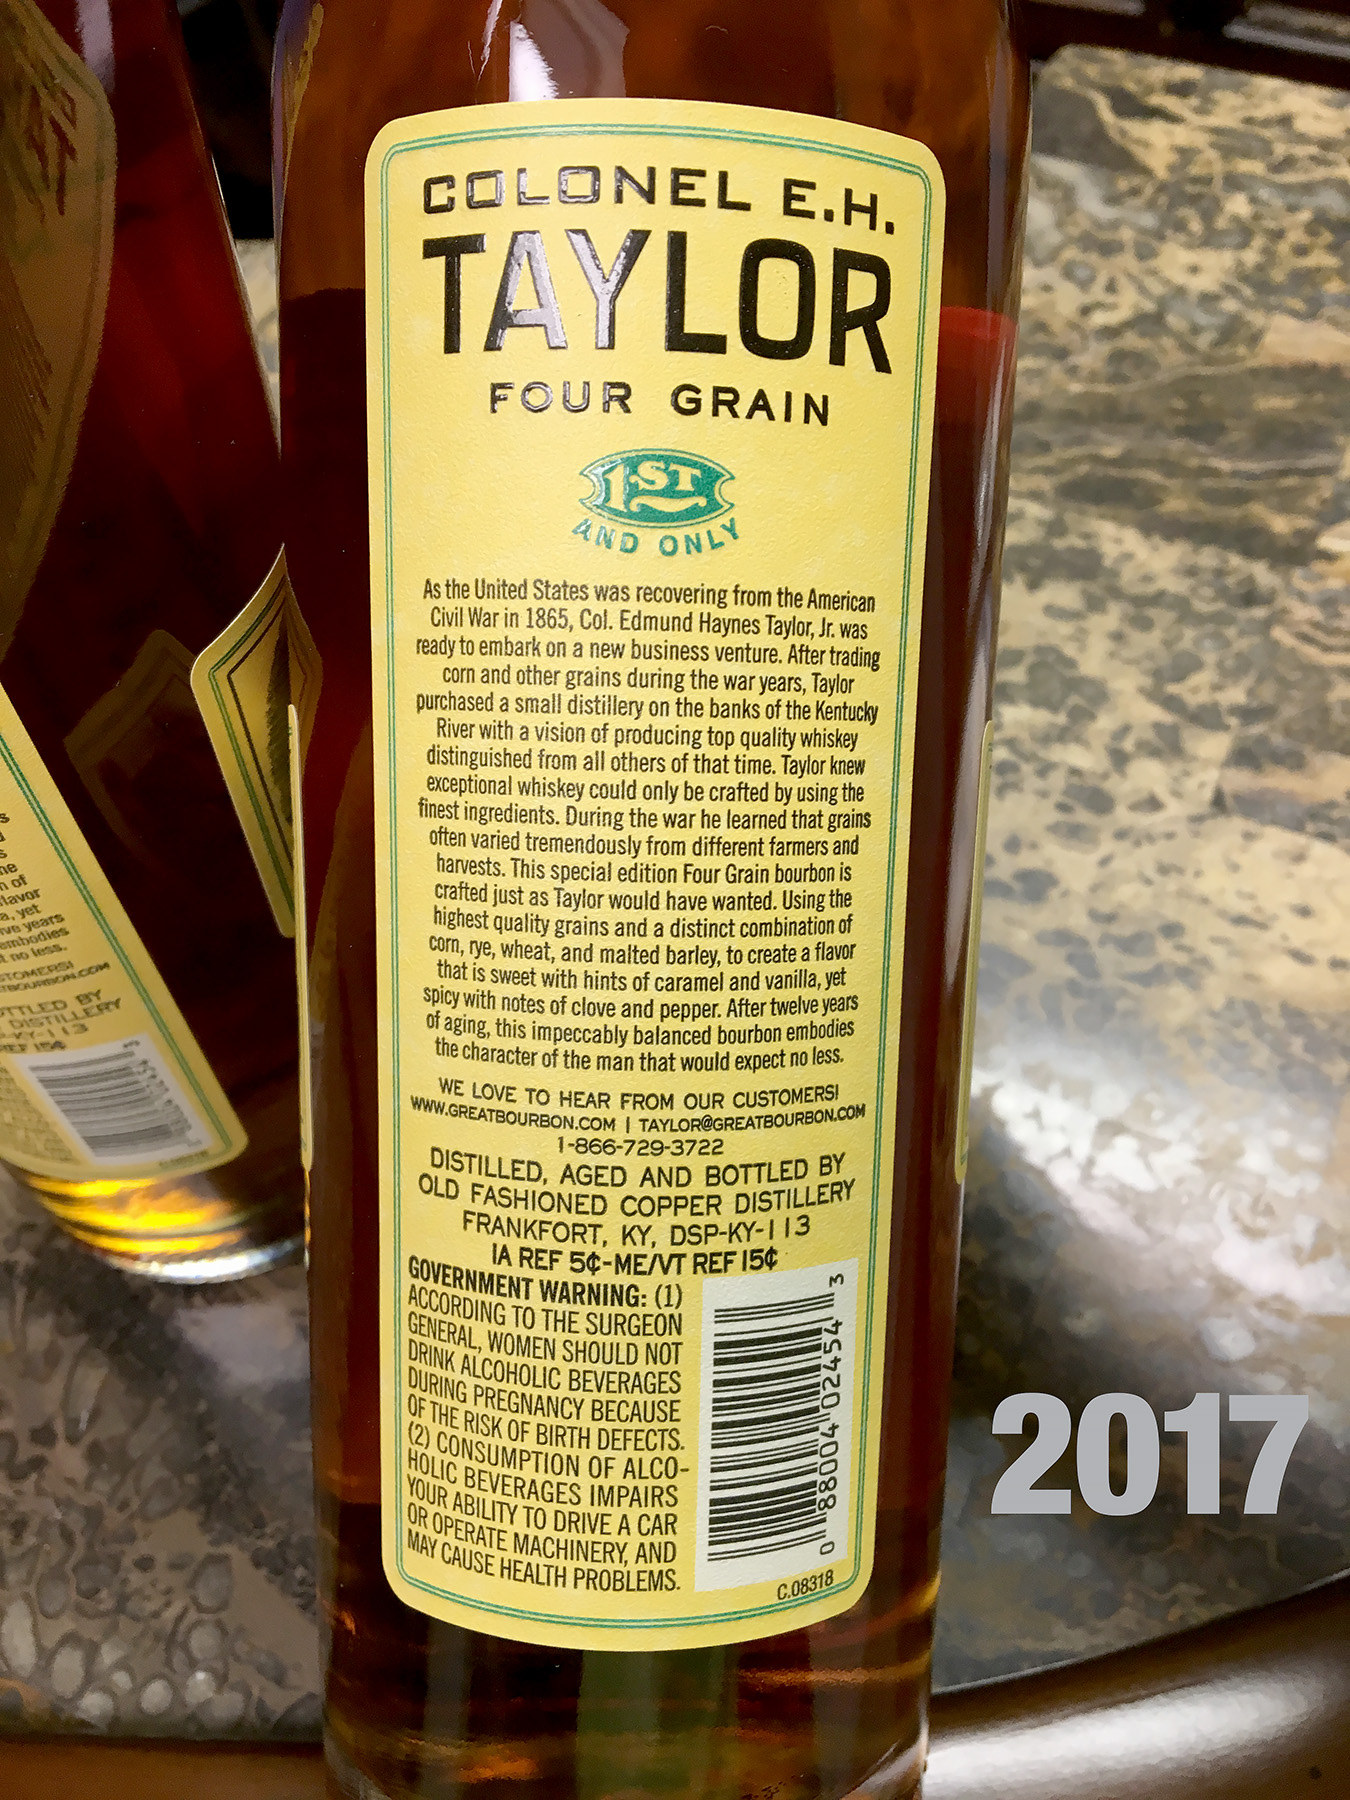 COLONEL E.H.
TAYLOR
FOUR GRAIN
1ST
AND ONLY
As the United States was recovering from the American
Civil War in 1865, Col. Edmund Haynes Taylor, Jr. was
ready to embark on a new business venture. After trading
corn and other grains during the war years, Taylor
purchased a small distillery on the banks of the Kentucky
River with a vision of producing top quality whiskey
distinguished from all others of that time. Taylor knew
exceptional whiskey could only be crafted by using the
finest ingredients. During the war he learned that grains
often varied tremendously from different farmers and
harvests. This special edition Four Grain bourbon is
crafted just as Taylor would have wanted. Using the
highest quality grains and a distinct combination of
corn, rye, wheat, and malted barley, to create a flavor
that is sweet with hints of caramel and vanilla, yet
spicy with notes of clove and pepper. After twelve years
of aging, this impeccably balanced bourbon embodies
the character of the man that would expect no less.
WE LOVE TO HEAR FROM OUR CUSTOMERS!
WWW.GREATBOURBON.COM | TAYLOR@GREATBOURBON.COM
1-866-729-3722
DISTILLED, AGED AND BOTTLED BY
OLD FASHIONED COPPER DISTILLERY
FRANKFORT, KY, DSP-KY-113
IA REF 5¢-ME/VT REF 15¢
GOVERNMENT WARNING: (1)
ACCORDING TO THE SURGEON
GENERAL, WOMEN SHOULD NOT
DRINK ALCOHOLIC BEVERAGES
DURING PREGNANCY BECAUSE
OF THE RISK OF BIRTH DEFECTS.
(2) CONSUMPTION OF ALCO-
HOLIC BEVERAGES IMPAIRS
YOUR ABILITY TO DRIVE A CAR
OR OPERATE MACHINERY, AND
MAY CAUSE HEALTH PROBLEMS.
0 88004 02454 3
C.08318
2017
of
flavor
a, yet
years
embodies
no less.
BY
DISTILLERY
REF 15¢